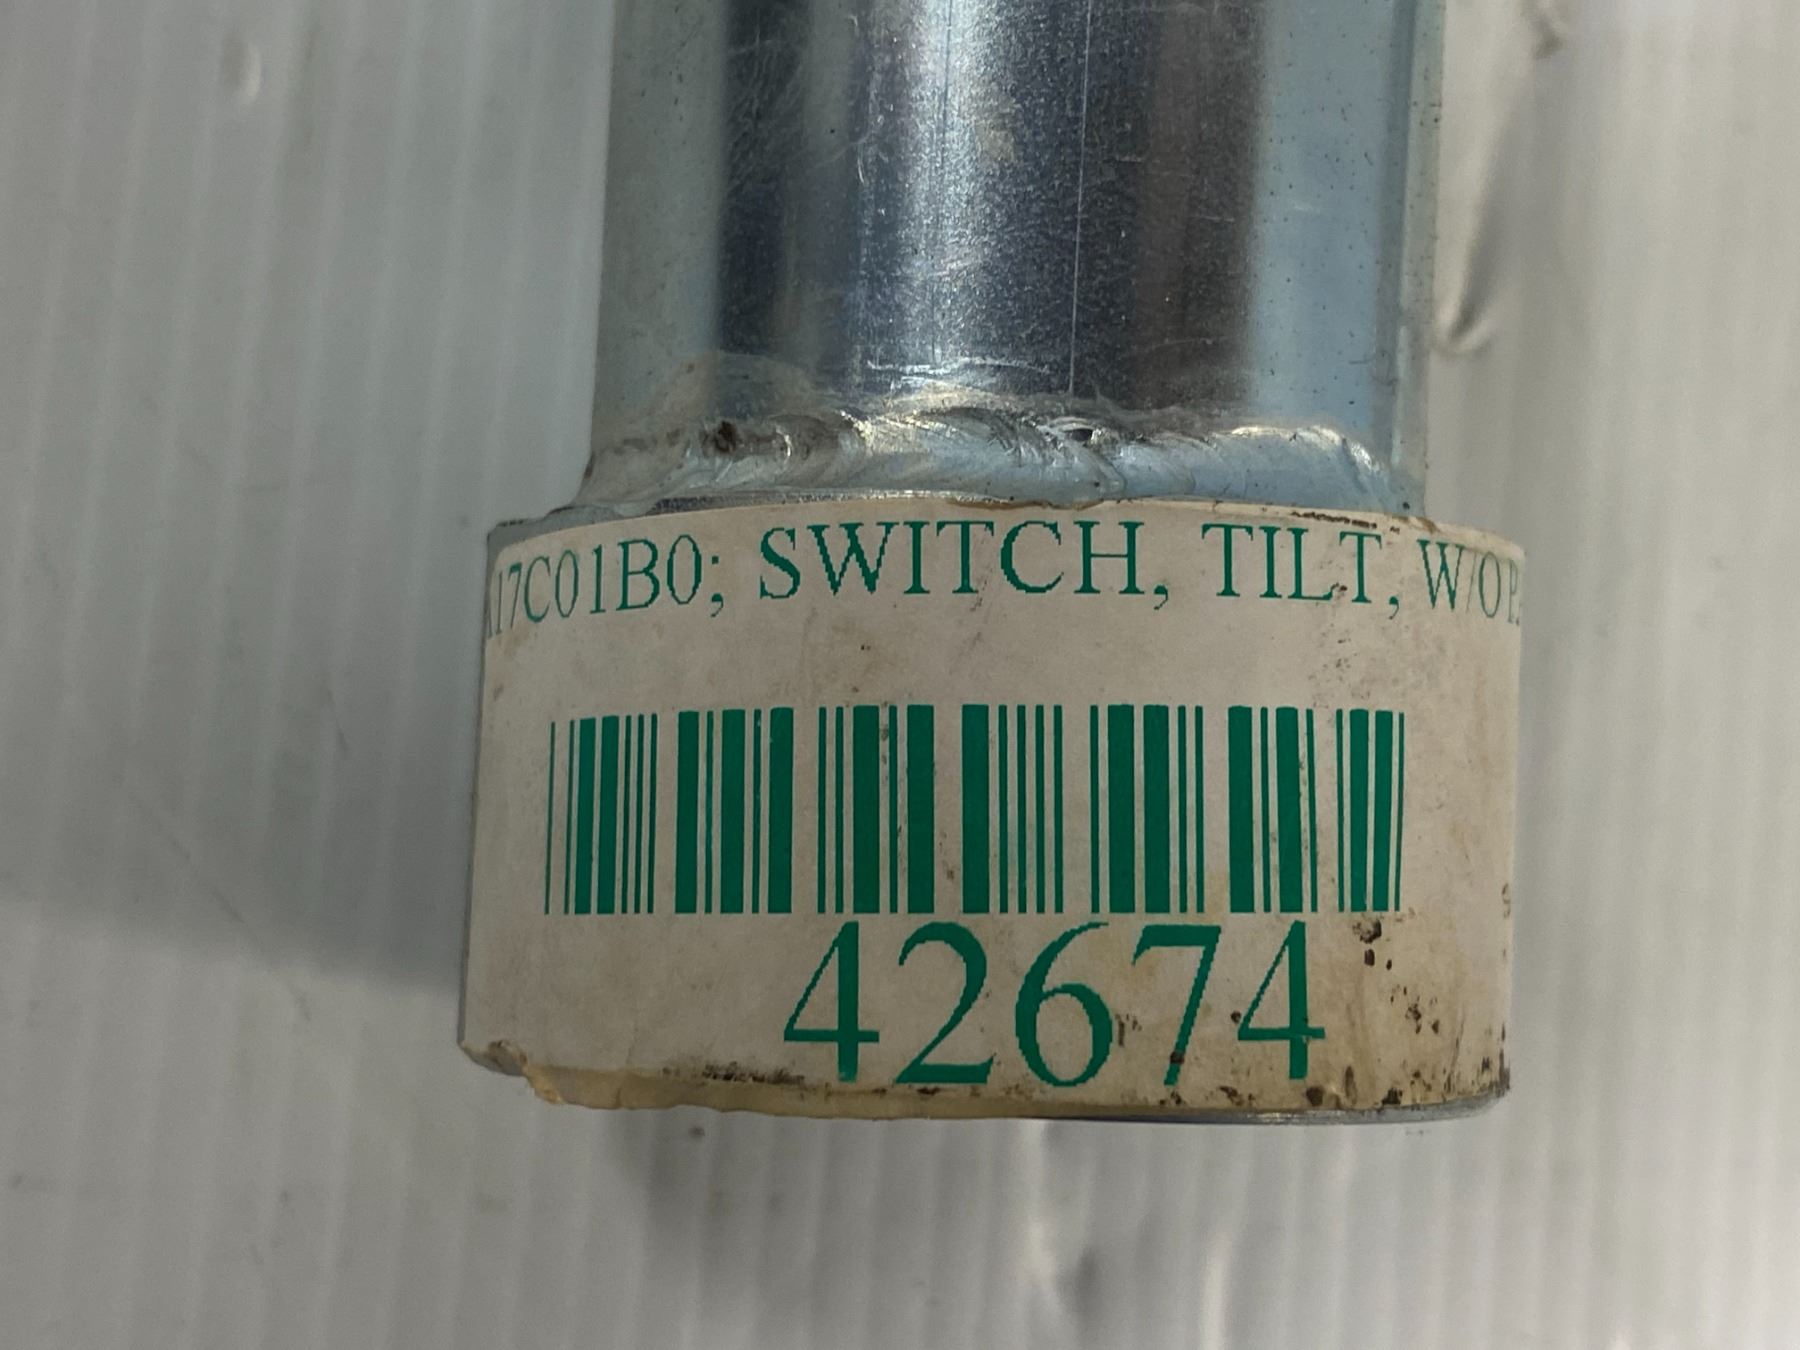 17C01B0; SWITCH, TILT, W/O
42674